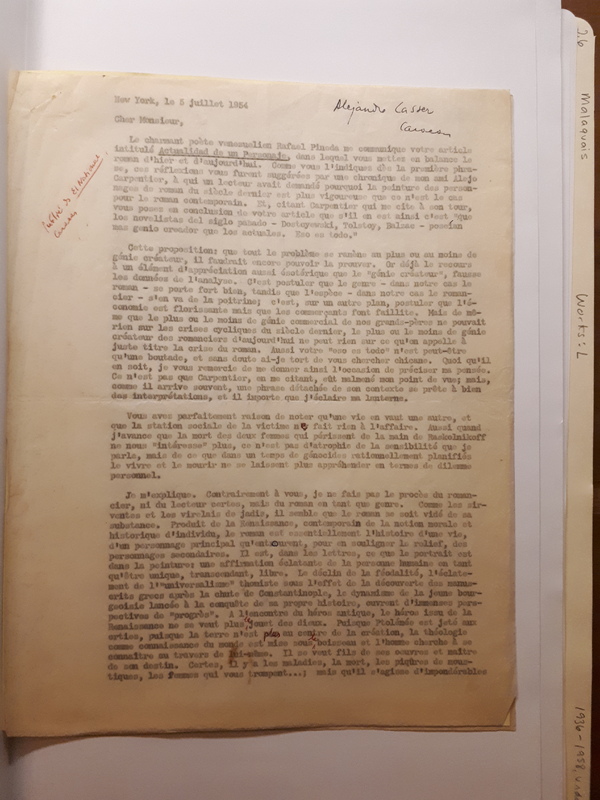 New York, le 5 juillet 1954
Alejandro Lasser
Caracas
Cher Monsieur,
Le charmant poète venezuelien Rafael Pineda me communique votre article
intitulé Actualidad de un Personaje, dans lequel vous mettez en balance le
roman d'hier et d'aujourd'hui. Comme vous l'indiquez dès la première phra-
se, ces réflexions vous furent suggérées par une chronique de mon ami Alejo
Carpentier, à qui un lecteur avait demandé pourquoi la peinture des person-
nages de roman du siècle dernier est plus vigoureuse que ce n'est le cas
pour le roman contemporain. Et, citant Carpentier qui me cite à son tour,
vous posez en conclusion de votre article que s'il en est ainsi c'est "que
los novelistas del siglo pasado - Dostoyewski, Tolstoy, Balzac - poseían
mas genio creador que los actuales. Eso es todo."
Cette proposition: que tout le problème se ramène au plus ou au moins de
génie créateur, il faudrait encore pouvoir la prouver. Or déjà le recours
à un élément d'appréciation aussi ésotérique que le "génie créateur", fausse
les données de l'analyse. C'est postuler que le genre - dans notre cas le
roman - se porte fort bien, tandis que l'espèce - dans notre cas le roman-
cier - s'en va de la poitrine; c'est, sur un autre plan, postuler que l'é-
conomie est florissante mais que les commerçants font faillite. Mais de mê-
me que le plus ou le moins de génie commercial de nos grand-pères ne pouvait
rien sur les crises cycliques du siècle dernier, le plus ou le moins de génie
créateur des romanciers d'aujourd'hui ne peut rien sur ce qu'on appelle à
juste titre la crise du roman. Aussi votre "eso es todo" n'est peut-être
qu'une boutade, et sans doute ai-je tort de vous chercher chicane. Quoi qu'il
en soit, je vous remercie de me donner ainsi l'occasion de préciser ma pensée.
Ce n'est pas que Carpentier, en me citant, eût malmené mon point de vue; mais,
comme il arrive souvent, une phrase détachée de son contexte se prête à bien
des interprétations, et il importe que j'éclaire ma lanterne.
Vous avez parfaitement raison de noter qu'une vie en vaut une autre, et
que la station sociale de la victime n'y fait rien à l'affaire. Aussi quand
j'avance que la mort des deux femmes qui périssent de la main de Raskolnikoff
ne nous "intéresse" plus, ce n'est pas d'atrophie de la sensibilité que je
parle, mais de ce que dans un temps de génocides rationnellement planifiés
le vivre et le mourir ne se laissent plus appréhender en termes de dilemme
personnel.
Je m'explique. Contrairement à vous, je ne fais pas le procès du roman-
cier, ni du lecteur certes, mais du roman en tant que genre. Comme les sir-
ventes et les virelais de jadis, il semble que le roman se soit vidé de sa
substance. Produit de la Renaissance, contemporain de la notion morale et
historique d'individu, le roman est essentiellement l'histoire d'une vie,
d'un personnage principal qu'entourent, pour en souligner le relief, des
personnages secondaires. Il est, dans les lettres, ce que le portrait est
dans la peinture: une affirmation éclatante de la personne humaine en tant
qu'être unique, transcendant, libre. Le déclin de la féodalité, l'éclate-
ment de l'"universalisme" thomiste sous l'effet de la découverte des manus-
crits grecs après la chute de Constantinople, le dynamisme de la jeune bour-
geoisie lancée à la conquête de sa propre histoire, ouvrent d'immenses pers-
pectives de "progrès". A l'encontre du héros antique, le héros issu de la
Renaissance ne se veut plus le jouet des dieux. Puisque Ptolémée est jeté aux
orties, puisque la terre n'est plus au centre de la création, la théologie
comme connaissance du monde est mise sous le boisseau et l'homme cherche à se
connaître au travers de lui-même. Il se veut fils de ses oeuvres et maître
de son destin. Certes, il y'a les maladies, la mort, les piqûres de mous-
tiques, les femmes qui vous trompent...; mais qu'il s'agisse d'impondérables
J.6 Malaquais
Works: L